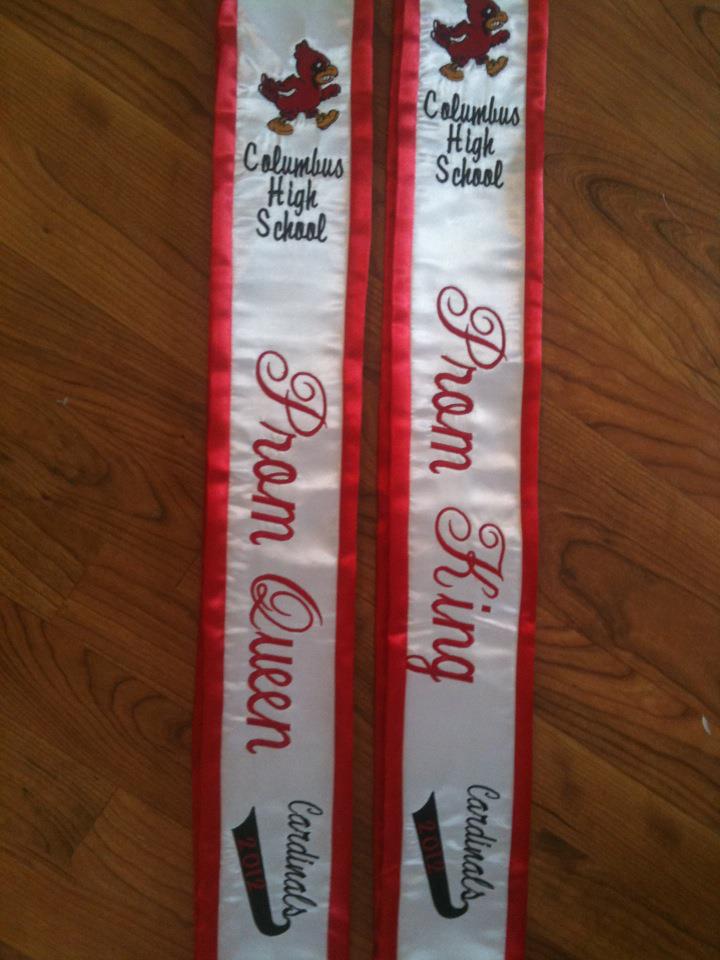 Columbus
High
School
Prom Queen
Cardinals
2012
Columbus
High
School
Prom King
Cardinals
2012